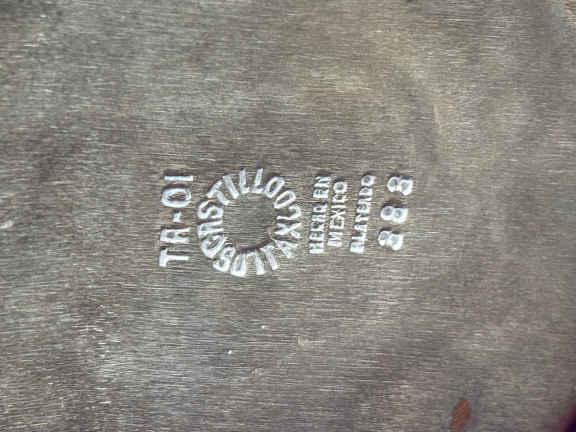 TA-01
LOS CASTILLO TAXCO
HECHO EN
MEXICO
PLATEADO
888